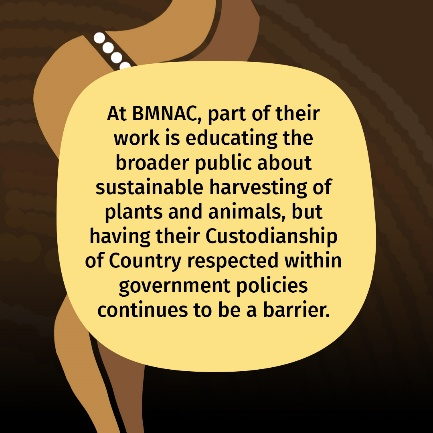 At BMNAC, part of their
work is educating the
broader public about
sustainable harvesting of
plants and animals, but
having their Custodianship
of Country respected within
government policies
continues to be a barrier.